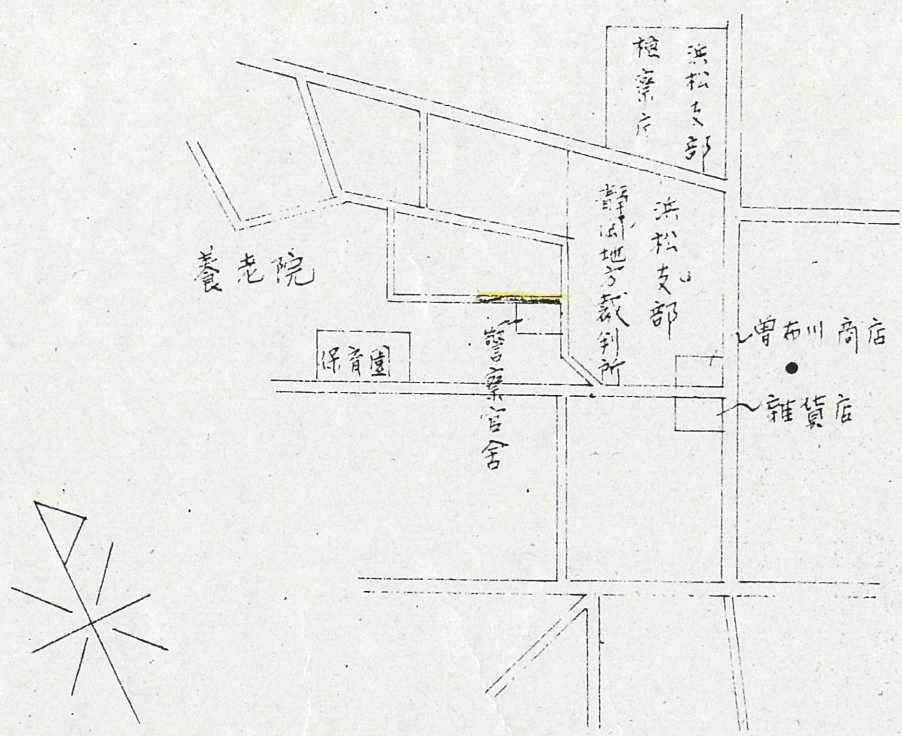 浜松支部
検察庁
浜松支部
静岡地方裁判所
養老院
保育園
警察官舎
曽布川商店
雑貨店